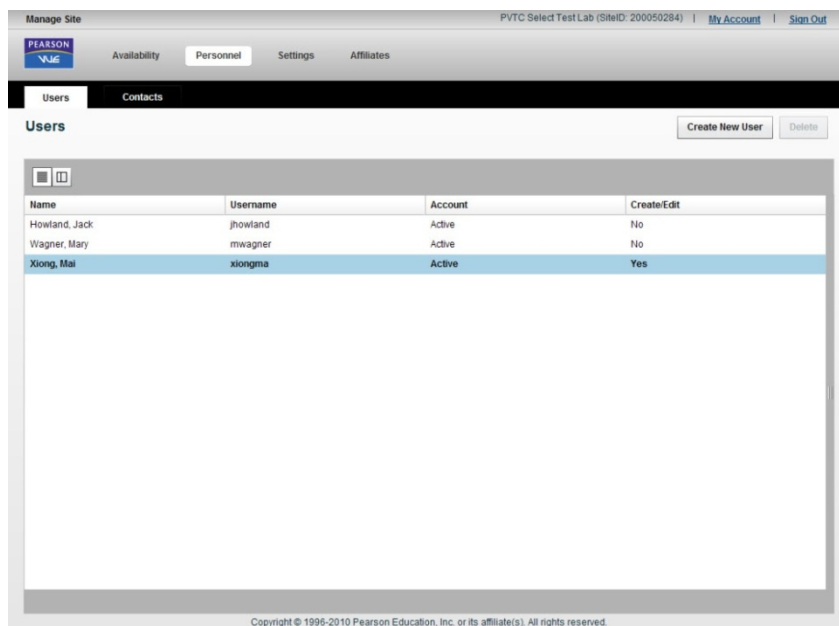 Manage Site PVTC Select Test Lab (SiteID: 200050284) | My Account | Sign Out
PEARSON
VUE
Availability Personnel Settings Affiliates
Users Contacts
Users Create New User Delete
Name Username Account Create/Edit
Howland, Jack jhowland Active No
Wagner, Mary mwagner Active No
Xiong, Mai xiongma Active Yes
Copyright © 1996-2010 Pearson Education, Inc. or its affiliate(s). All rights reserved.